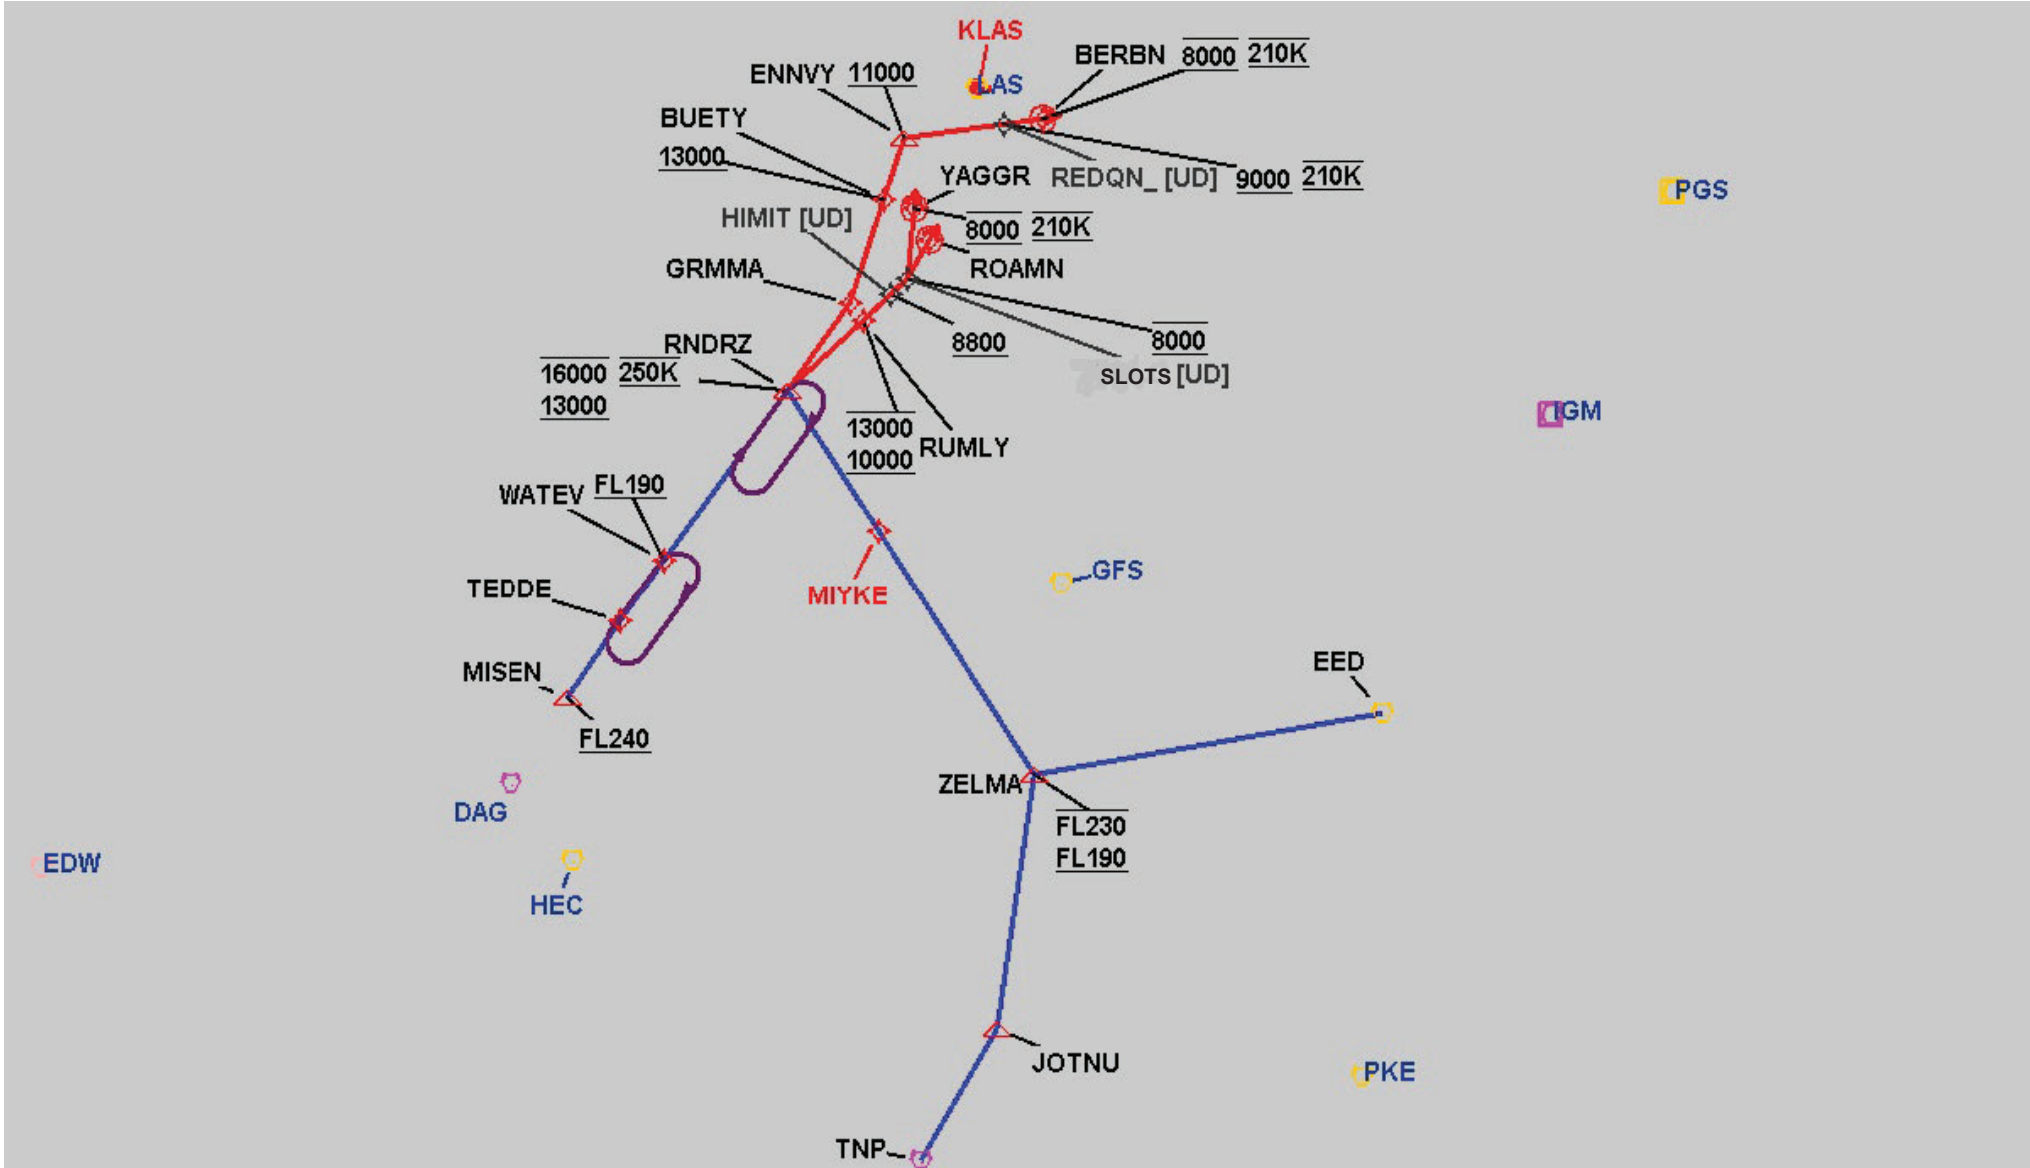 KLAS
LAS
BERBN 8000 210K
ENNVY 11000
BUETY
13000
YAGGR
REDQN_ [UD]
9000 210K
PGS
HIMIT [UD]
8000 210K
GRMMA
ROAMN
RNDRZ
8800
8000
SLOTS [UD]
16000 250K
13000
IGM
13000
10000
RUMLY
WATEV FL190
TEDDE
MIYKE
GFS
MISEN
FL240
EED
ZELMA
DAG
FL230
FL190
EDW
HEC
JOTNU
PKE
TNP